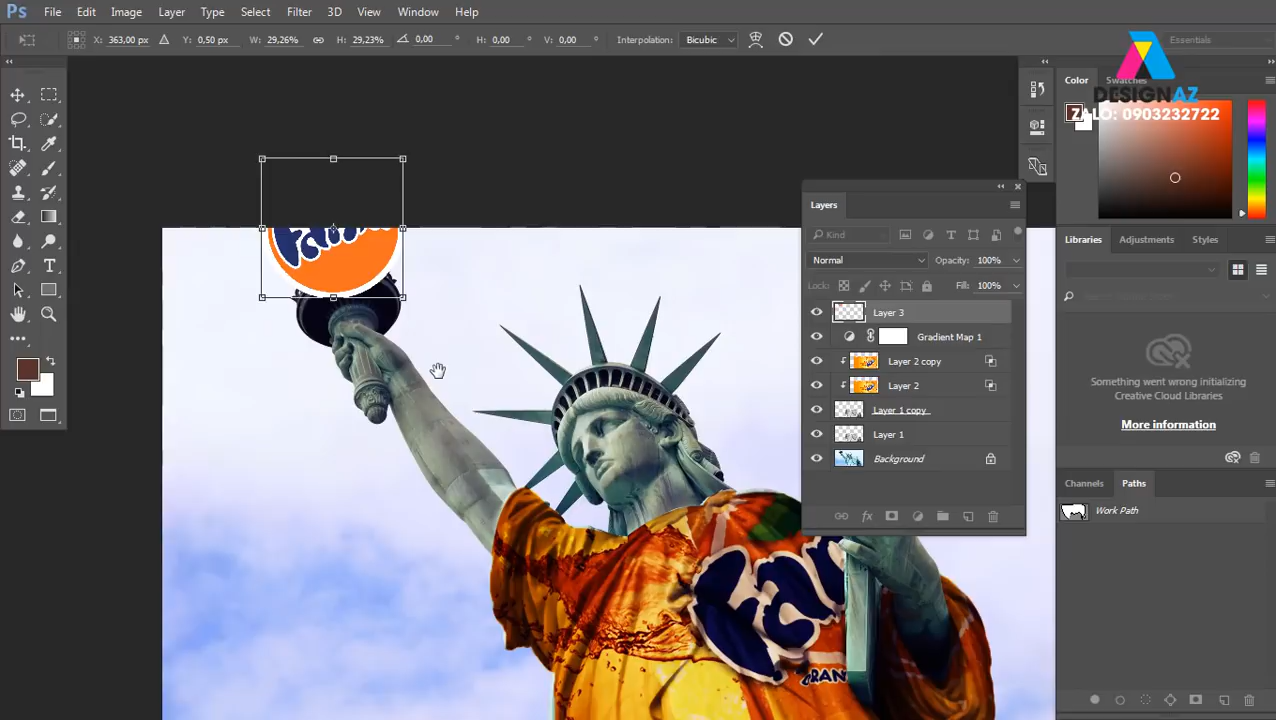 Ps File Edit Image Layer Type Select Filter 3D View Window Help
X: 363,00 px Y: 0,50 px W: 29,26% H: 29,23% 0,00 ° H: 0,00 ° V: 0,00 ° Interpolation: Bicubic Essentials
Color Swatches
DESIGNAZ
ZALO: 0903232722
Layers
Kind
Normal Opacity: 100%
Lock: Fill: 100%
Layer 3
Gradient Map 1
Layer 2 copy
Layer 2
Layer 1 copy
Layer 1
Background
Libraries Adjustments Styles
Something went wrong initializing
Creative Cloud Libraries
More information
Channels Paths
Work Path